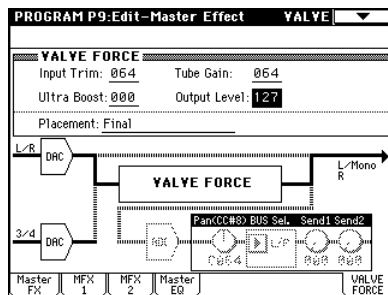 PROGRAM P9:Edit-Master Effect VALVE
VALVE FORCE
Input Trim: 064 Tube Gain: 064
Ultra Boost: 000 Output Level: 127
Placement: Final
L/R DAC
L/Mono
R
VALVE FORCE
Pan(CC#8) BUS Sel. Send1 Send2
3/4 DAC ADC C064 L/R 000 000
Master FX MFX 1 MFX 2 Master EQ VALVE FORCE